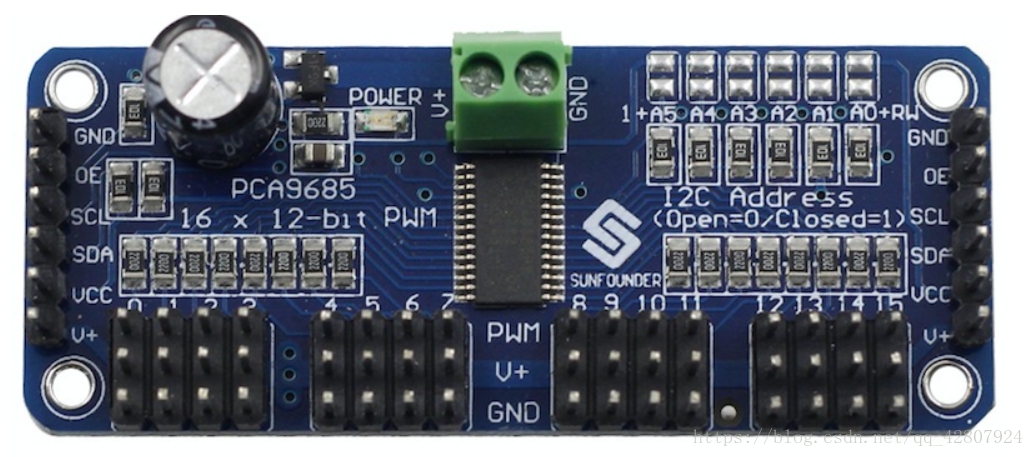 POWER
V+
GND
1+A5 A4 A3 A2 A1 A0+RW
GND
OE
SCL
SDA
VCC
V+
PCA9685
16 x 12-bit PWM
I2C Address
(Open=0/Closed=1)
SUNFOUNDER
GND
OE
SCL
SDA
VCC
V+
0 1 2 3 4 5 6 7 8 9 10 11 12 13 14 15
PWM
V+
GND
https://blog.csdn.net/qq_42807924